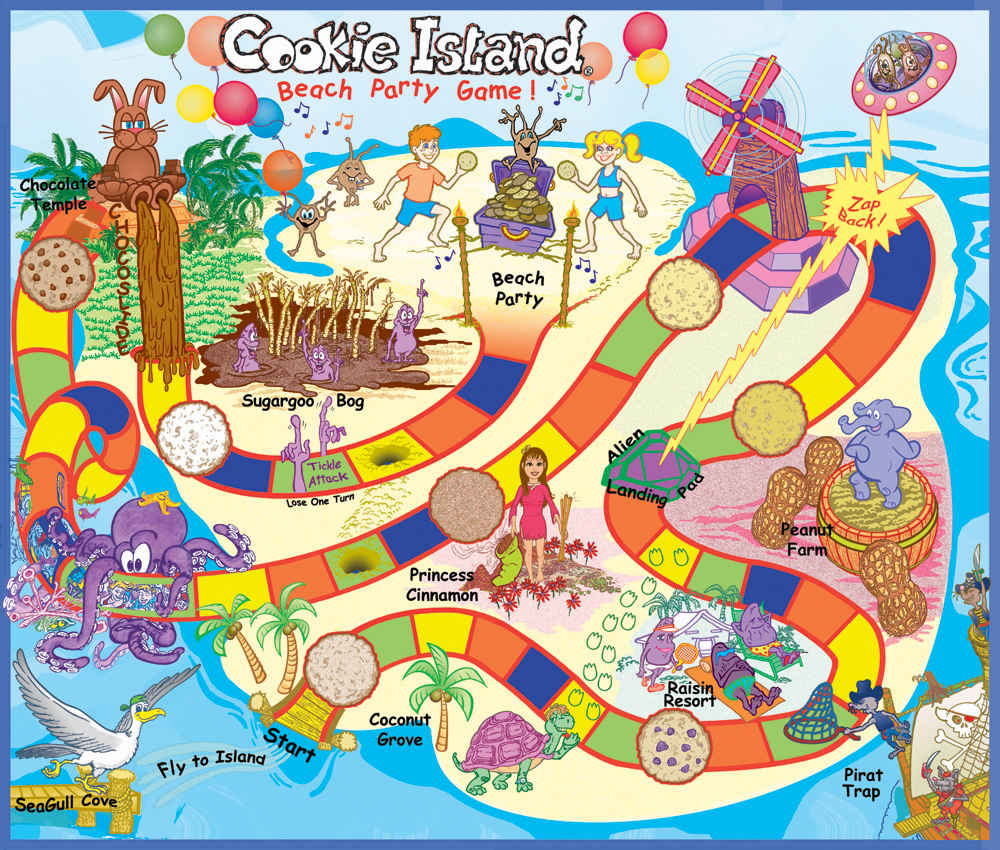 Cookie Island
Beach Party Game!
Chocolate
Temple
CHOCOSLIDE
Zap
Back!
Beach
Party
Sugargoo Bog
Tickle
Attack
Lose One Turn
Alien
Landing Pad
Peanut
Farm
Princess
Cinnamon
Raisin
Resort
Coconut
Grove
Start
Fly to Island
SeaGull Cove
Pirat
Trap